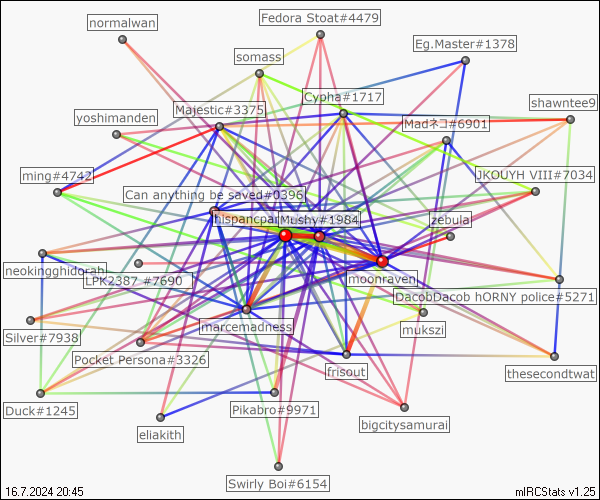 normalwan
Fedora Stoat#4479
Eg.Master#1378
somass
Cypha#1717
shawntee9
Majestic#3375
yoshimanden
Madネコ#6901
ming#4742
JKOUYH VIII#7034
Can anything be saved#0396
hispanicpa
Mushy#1984
zebula
neokingghidorah
LPK2387 #7690
moonraven
DacobDacob hORNY police#5271
marcemadness
mukszi
Silver#7938
Pocket Persona#3326
frisout
thesecondtwat
Duck#1245
Pikabro#9971
bigcitysamurai
eliakith
Swirly Boi#6154
16.7.2024 20:45
mIRCStats v1.25